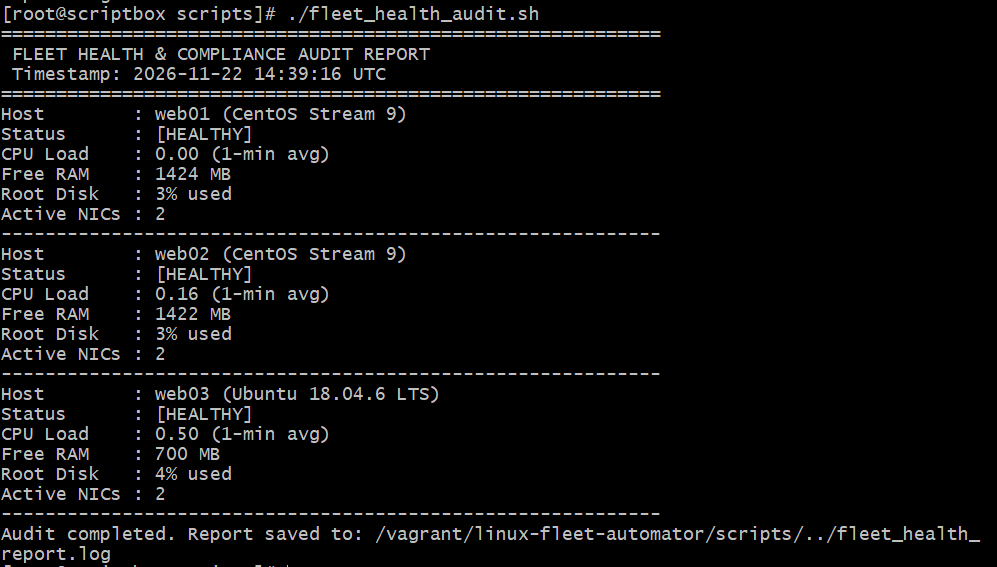 [root@scriptbox scripts]# ./fleet_health_audit.sh
============================================================
 FLEET HEALTH & COMPLIANCE AUDIT REPORT
 Timestamp: 2026-11-22 14:39:16 UTC
============================================================
Host        : web01 (CentOS Stream 9)
Status      : [HEALTHY]
CPU Load    : 0.00 (1-min avg)
Free RAM    : 1424 MB
Root Disk   : 3% used
Active NICs : 2
------------------------------------------------------------
Host        : web02 (CentOS Stream 9)
Status      : [HEALTHY]
CPU Load    : 0.16 (1-min avg)
Free RAM    : 1422 MB
Root Disk   : 3% used
Active NICs : 2
------------------------------------------------------------
Host        : web03 (Ubuntu 18.04.6 LTS)
Status      : [HEALTHY]
CPU Load    : 0.50 (1-min avg)
Free RAM    : 700 MB
Root Disk   : 4% used
Active NICs : 2
------------------------------------------------------------
Audit completed. Report saved to: /vagrant/linux-fleet-automator/scripts/../fleet_health_
report.log